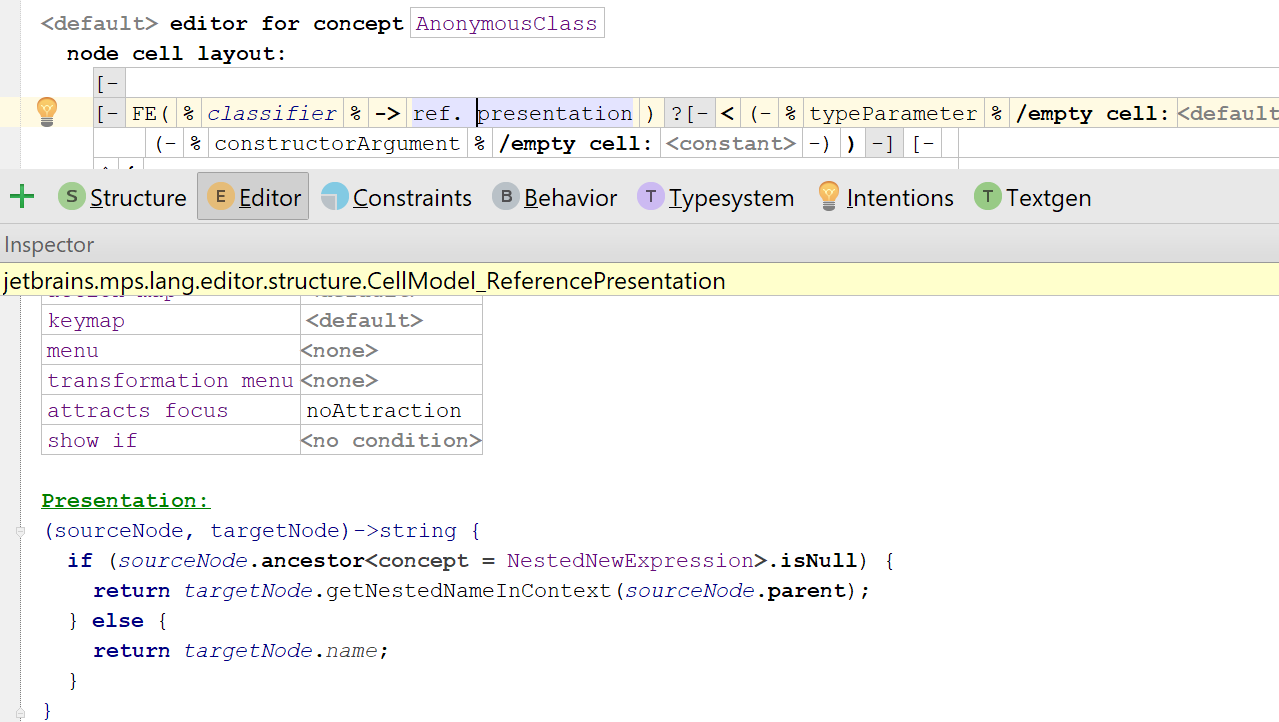 <default> editor for concept AnonymousClass
node cell layout:
[-
[- FE( % classifier % -> ref. presentation ) ?[- < (- % typeParameter % /empty cell: <default
(- % constructorArgument % /empty cell: <constant> -) ) -] [-
S Structure E Editor Constraints B Behavior T Typesystem Intentions T Textgen
Inspector
jetbrains.mps.lang.editor.structure.CellModel_ReferencePresentation
keymap <default>
menu <none>
transformation menu <none>
attracts focus noAttraction
show if <no condition>
Presentation:
(sourceNode, targetNode)->string {
if (sourceNode.ancestor<concept = NestedNewExpression>.isNull) {
return targetNode.getNestedNameInContext(sourceNode.parent);
} else {
return targetNode.name;
}
}